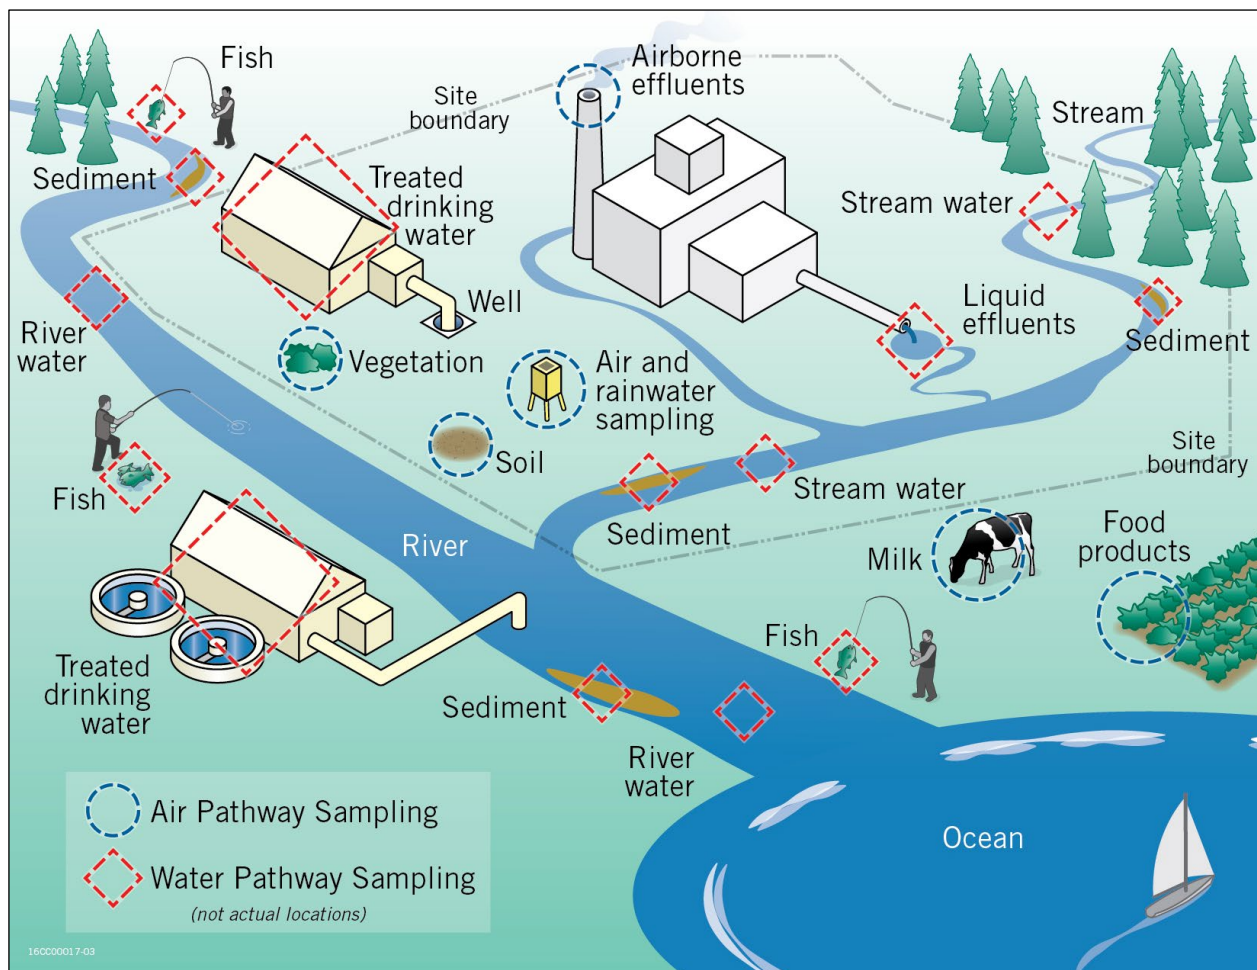 Fish
Airborne
effluents
Site
boundary
Stream
Sediment
Treated
drinking
water
Stream water
Well
Liquid
effluents
River
water
Vegetation
Air and
rainwater
sampling
Sediment
Soil
Site
boundary
Fish
Stream water
Sediment
River
Milk
Food
products
Fish
Treated
drinking
water
Sediment
River
water
Air Pathway Sampling
Ocean
Water Pathway Sampling
(not actual locations)
16CC00017-03